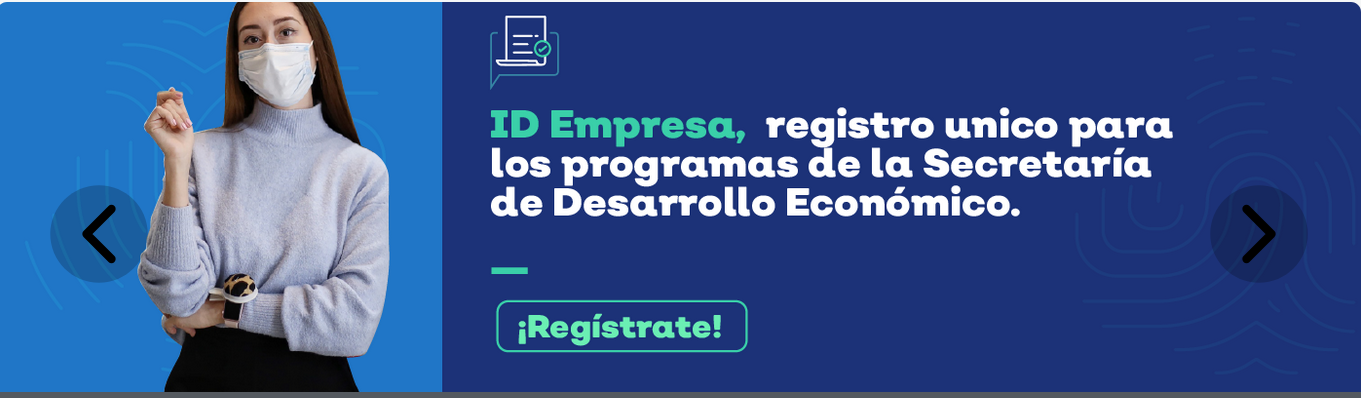 ID Empresa, registro unico para
los programas de la Secretaría
de Desarrollo Económico.
¡Regístrate!